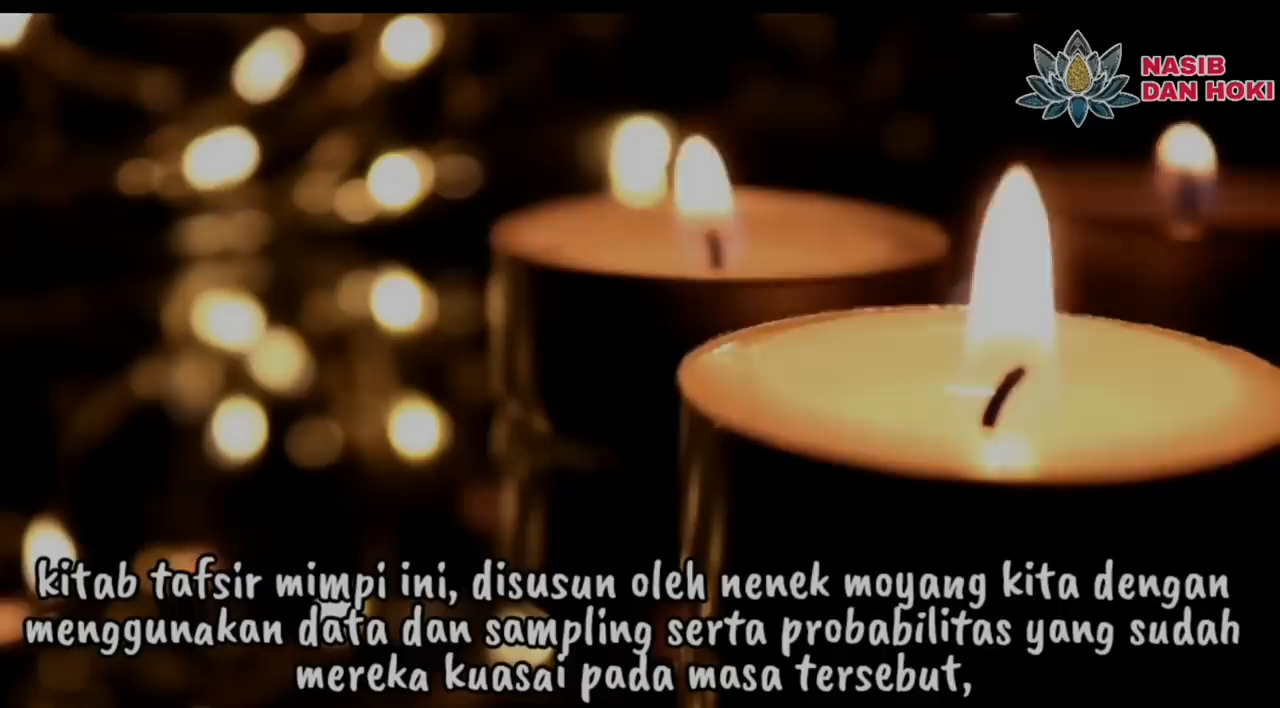 NASIB
DAN HOKI
kitab tafsir mimpi ini, disusun oleh nenek moyang kita dengan
menggunakan data dan sampling serta probabilitas yang sudah
mereka kuasai pada masa tersebut,